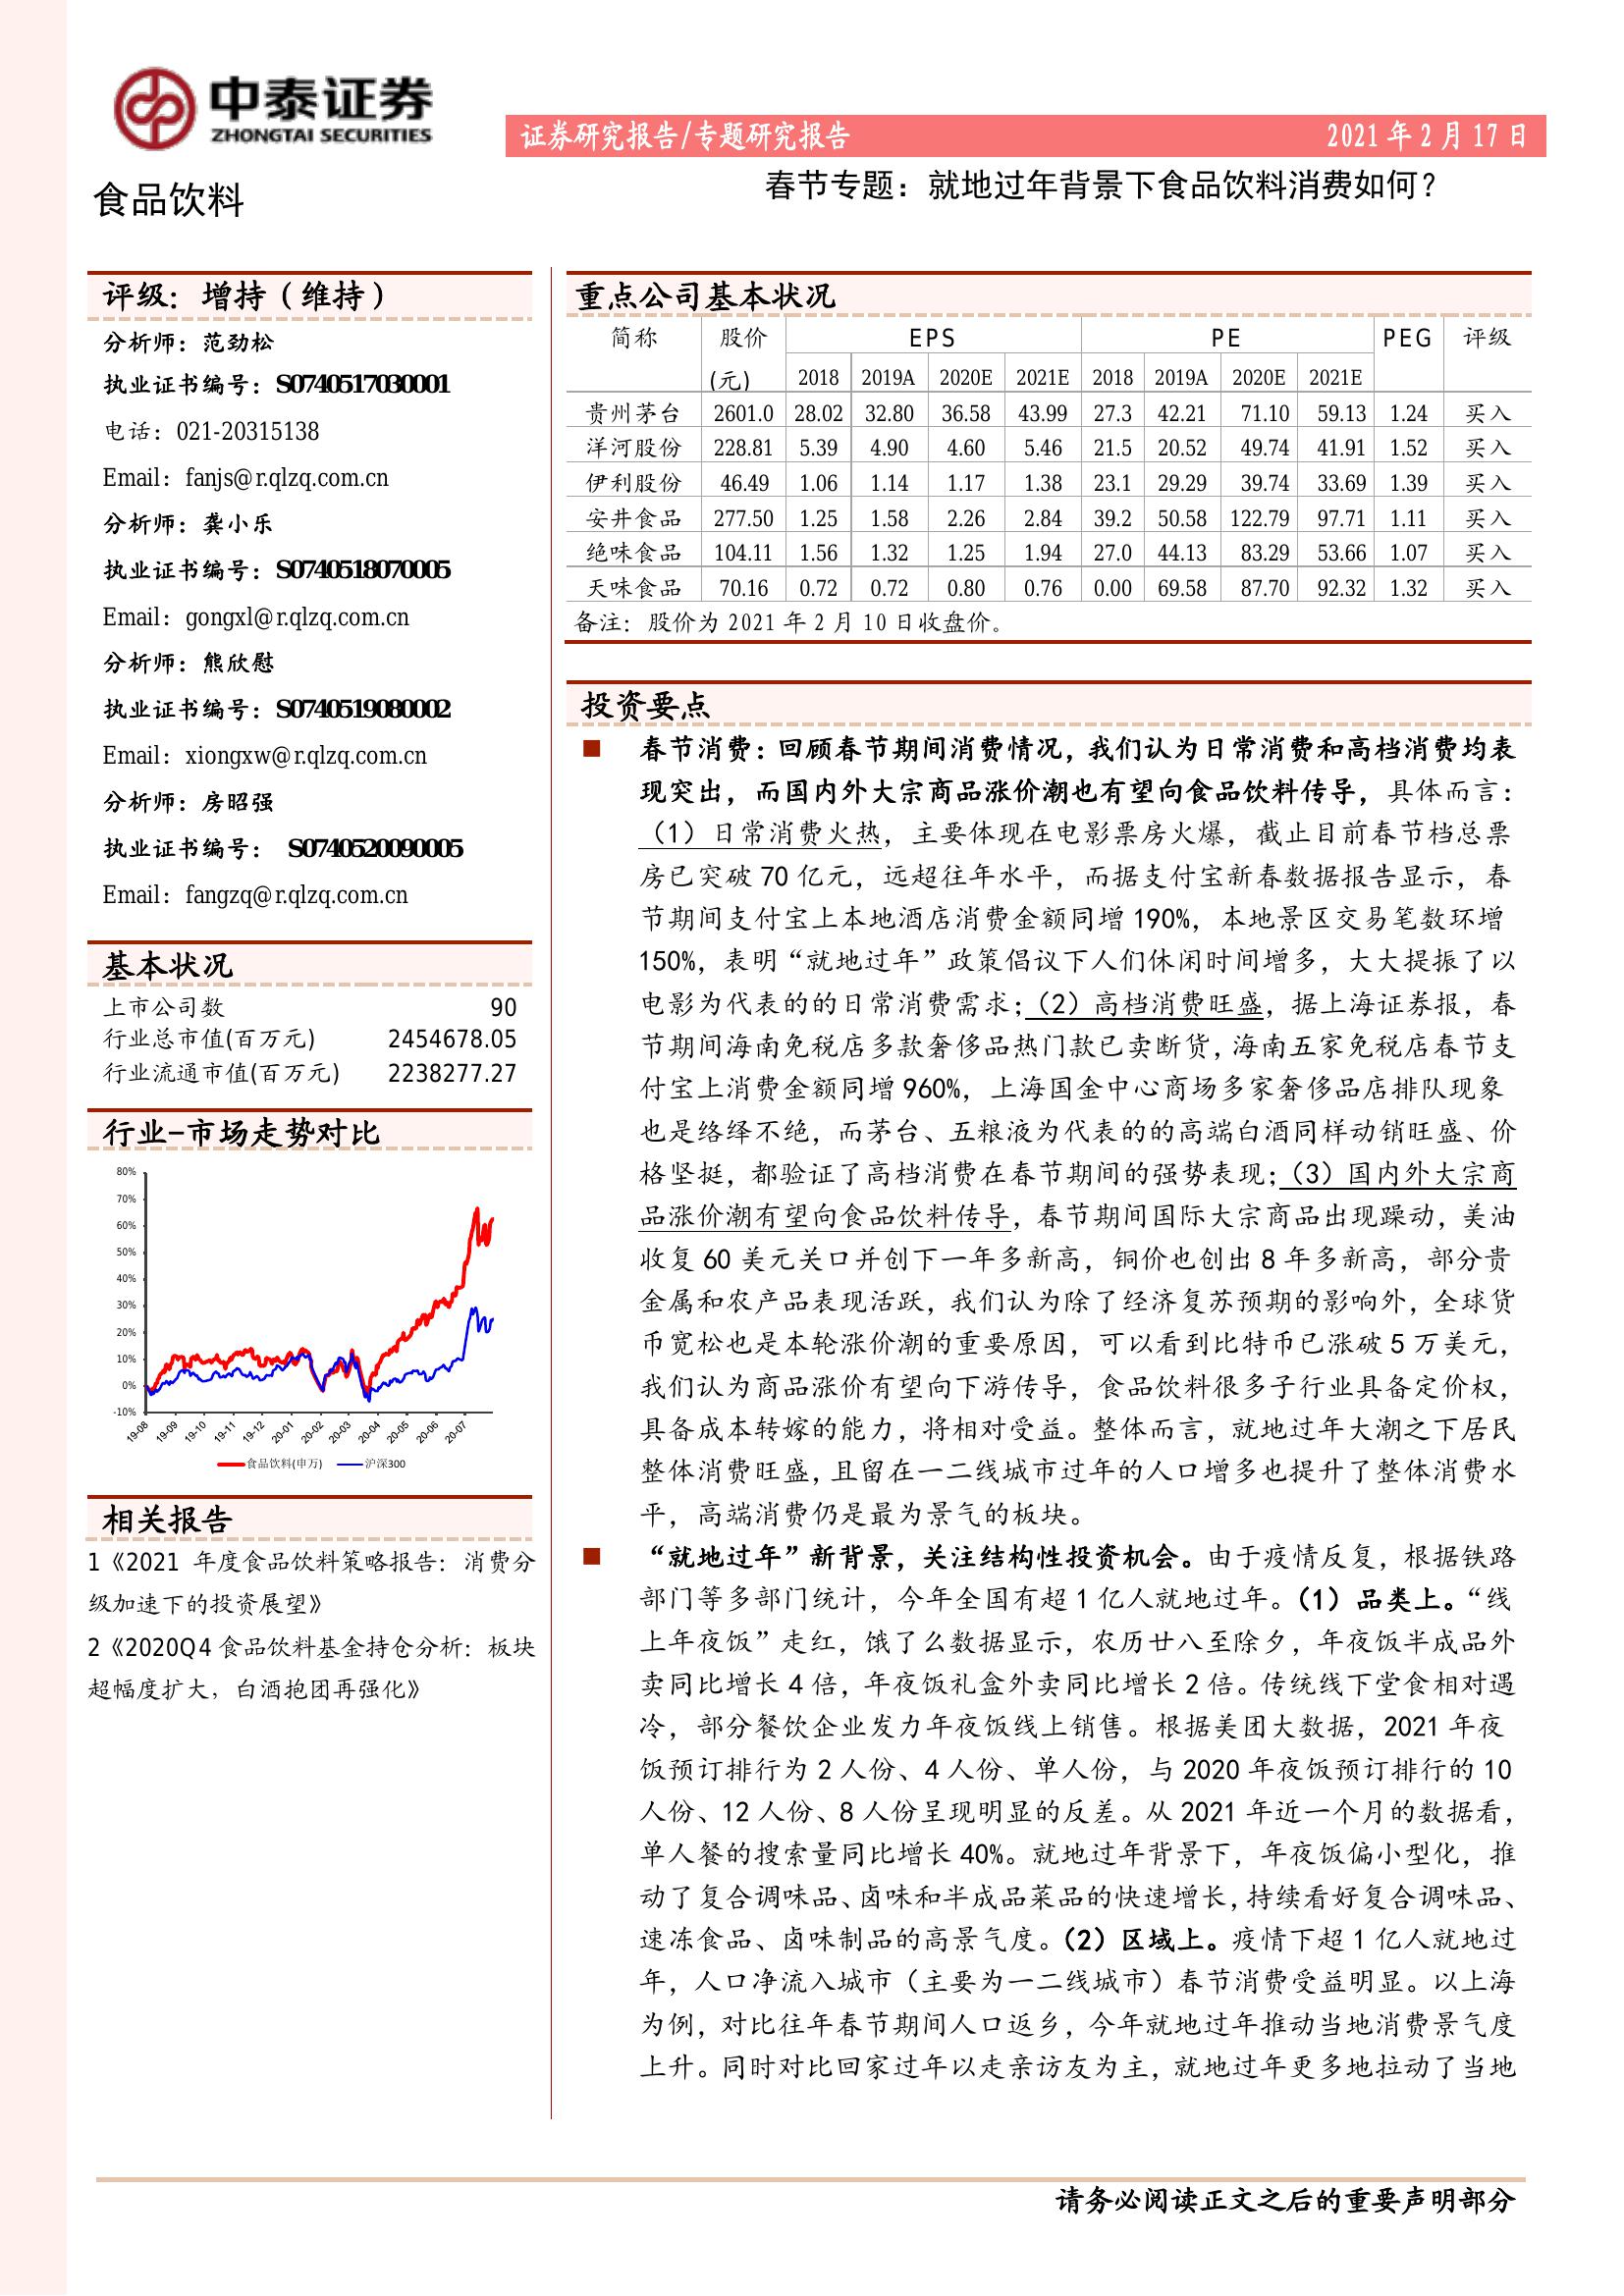 中泰证券
ZHONGTAI SECURITIES
证券研究报告/专题研究报告 2021 年 2 月 17 日
食品饮料
春节专题：就地过年背景下食品饮料消费如何？
评级：增持（维持）
分析师：范劲松
执业证书编号：S0740517030001
电话：021-20315138
Email：fanjs@r.qlzq.com.cn
分析师：龚小乐
执业证书编号：S0740518070005
Email：gongxl@r.qlzq.com.cn
分析师：熊欣慰
执业证书编号：S0740519080002
Email：xiongxw@r.qlzq.com.cn
分析师：房昭强
执业证书编号： S0740520090005
Email：fangzq@r.qlzq.com.cn
基本状况
上市公司数 90
行业总市值(百万元) 2454678.05
行业流通市值(百万元) 2238277.27
行业-市场走势对比
80%
70%
60%
50%
40%
30%
20%
10%
0%
-10%
19-08 19-09 19-10 19-11 19-12 20-01 20-02 20-03 20-04 20-05 20-06 20-07
食品饮料(申万) 沪深300
相关报告
1《2021 年度食品饮料策略报告：消费分
级加速下的投资展望》
2《2020Q4 食品饮料基金持仓分析：板块
超幅度扩大，白酒抱团再强化》
重点公司基本状况
简称 股价 EPS PE PEG 评级
(元) 2018 2019A 2020E 2021E 2018 2019A 2020E 2021E
贵州茅台 2601.0 28.02 32.80 36.58 43.99 27.3 42.21 71.10 59.13 1.24 买入
洋河股份 228.81 5.39 4.90 4.60 5.46 21.5 20.52 49.74 41.91 1.52 买入
伊利股份 46.49 1.06 1.14 1.17 1.38 23.1 29.29 39.74 33.69 1.39 买入
安井食品 277.50 1.25 1.58 2.26 2.84 39.2 50.58 122.79 97.71 1.11 买入
绝味食品 104.11 1.56 1.32 1.25 1.94 27.0 44.13 83.29 53.66 1.07 买入
天味食品 70.16 0.72 0.72 0.80 0.76 0.00 69.58 87.70 92.32 1.32 买入
备注：股价为 2021 年 2 月 10 日收盘价。
投资要点
■ 春节消费：回顾春节期间消费情况，我们认为日常消费和高档消费均表
现突出，而国内外大宗商品涨价潮也有望向食品饮料传导，具体而言：
（1）日常消费火热，主要体现在电影票房火爆，截止目前春节档总票
房已突破 70 亿元，远超往年水平，而据支付宝新春数据报告显示，春
节期间支付宝上本地酒店消费金额同增 190%，本地景区交易笔数环增
150%，表明“就地过年”政策倡议下人们休闲时间增多，大大提振了以
电影为代表的的日常消费需求；（2）高档消费旺盛，据上海证券报，春
节期间海南免税店多款奢侈品热门款已卖断货，海南五家免税店春节支
付宝上消费金额同增 960%，上海国金中心商场多家奢侈品店排队现象
也是络绎不绝，而茅台、五粮液为代表的的高端白酒同样动销旺盛、价
格坚挺，都验证了高档消费在春节期间的强势表现；（3）国内外大宗商
品涨价潮有望向食品饮料传导，春节期间国际大宗商品出现躁动，美油
收复 60 美元关口并创下一年多新高，铜价也创出 8 年多新高，部分贵
金属和农产品表现活跃，我们认为除了经济复苏预期的影响外，全球货
币宽松也是本轮涨价潮的重要原因，可以看到比特币已涨破 5 万美元，
我们认为商品涨价有望向下游传导，食品饮料很多子行业具备定价权，
具备成本转嫁的能力，将相对受益。整体而言，就地过年大潮之下居民
整体消费旺盛，且留在一二线城市过年的人口增多也提升了整体消费水
平，高端消费仍是最为景气的板块。
■ “就地过年”新背景，关注结构性投资机会。由于疫情反复，根据铁路
部门等多部门统计，今年全国有超 1 亿人就地过年。（1）品类上。“线
上年夜饭”走红，饿了么数据显示，农历廿八至除夕，年夜饭半成品外
卖同比增长 4 倍，年夜饭礼盒外卖同比增长 2 倍。传统线下堂食相对遇
冷，部分餐饮企业发力年夜饭线上销售。根据美团大数据，2021 年夜
饭预订排行为 2 人份、4 人份、单人份，与 2020 年夜饭预订排行的 10
人份、12 人份、8 人份呈现明显的反差。从 2021 年近一个月的数据看，
单人餐的搜索量同比增长 40%。就地过年背景下，年夜饭偏小型化，推
动了复合调味品、卤味和半成品菜品的快速增长，持续看好复合调味品、
速冻食品、卤味制品的高景气度。（2）区域上。疫情下超 1 亿人就地过
年，人口净流入城市（主要为一二线城市）春节消费受益明显。以上海
为例，对比往年春节期间人口返乡，今年就地过年推动当地消费景气度
上升。同时对比回家过年以走亲访友为主，就地过年更多地拉动了当地
请务必阅读正文之后的重要声明部分